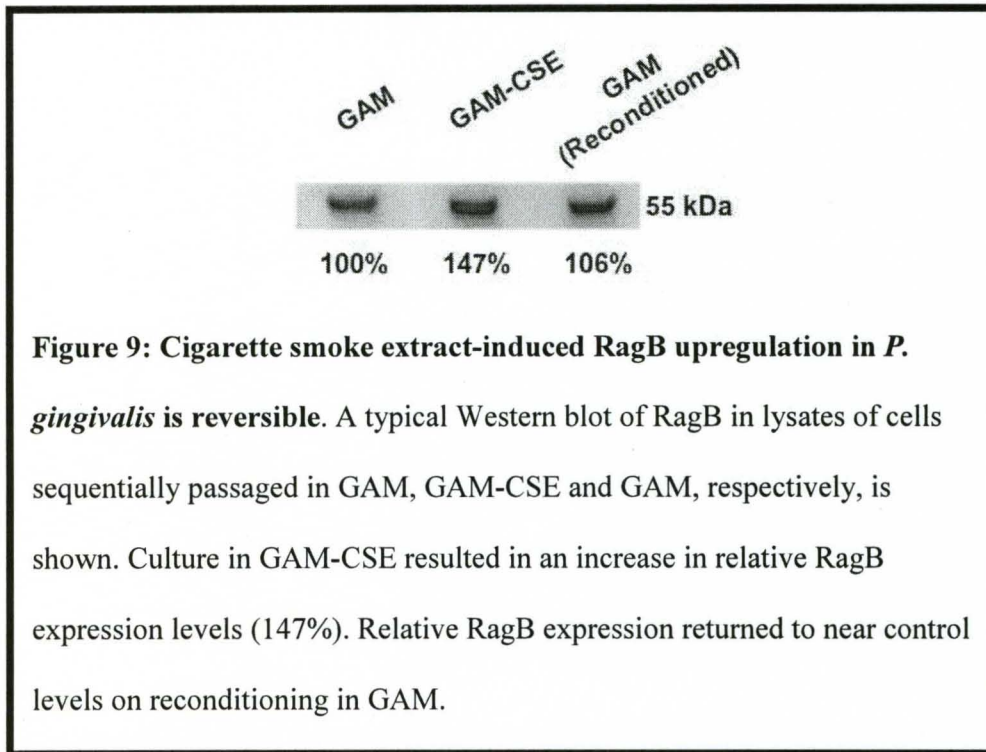 GAM GAM-CSE GAM
(Reconditioned)
55 kDa
100% 147% 106%
Figure 9: Cigarette smoke extract-induced RagB upregulation in P.
gingivalis is reversible. A typical Western blot of RagB in lysates of cells
sequentially passaged in GAM, GAM-CSE and GAM, respectively, is
shown. Culture in GAM-CSE resulted in an increase in relative RagB
expression levels (147%). Relative RagB expression returned to near control
levels on reconditioning in GAM.